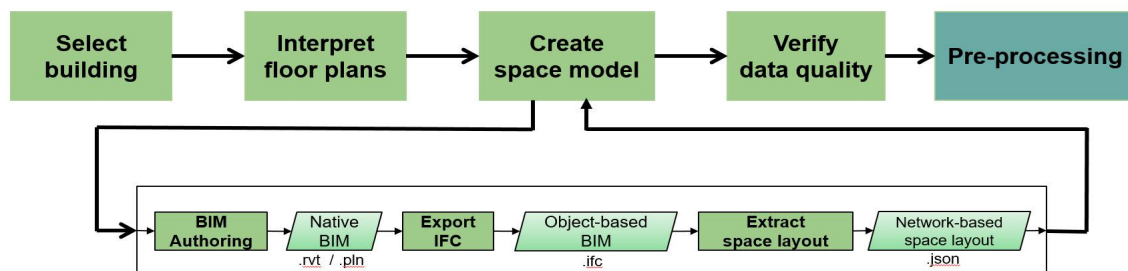 Select
building
Interpret
floor plans
Create
space model
Verify
data quality
Pre-processing
BIM
Authoring
Native
BIM
.rvt / .pln
Export
IFC
Object-based
BIM
.ifc
Extract
space layout
Network-based
space layout
.json